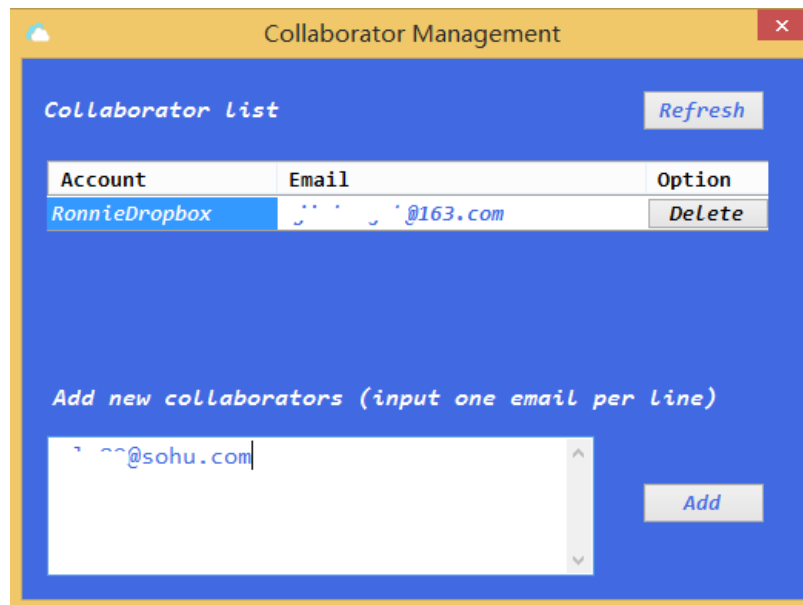 Collaborator Management
Collaborator list
Refresh
Account Email Option
RonnieDropbox @163.com Delete
Add new collaborators (input one email per line)
@sohu.com
Add